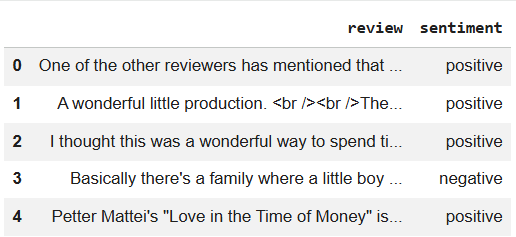 review sentiment
0 One of the other reviewers has mentioned that ... positive
1 A wonderful little production. <br /><br />The... positive
2 I thought this was a wonderful way to spend ti... positive
3 Basically there's a family where a little boy ... negative
4 Petter Mattei's "Love in the Time of Money" is... positive